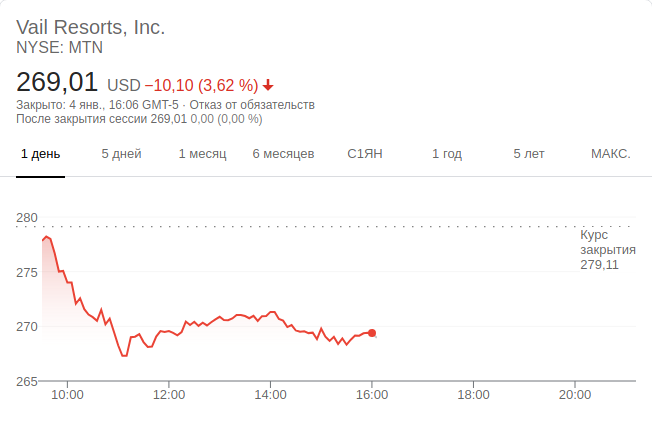 Vail Resorts, Inc.
NYSE: MTN
269,01 USD −10,10 (3,62 %)
Закрыто: 4 янв., 16:06 GMT-5 · Отказ от обязательств
После закрытия сессии 269,01 0,00 (0,00 %)
1 день 5 дней 1 месяц 6 месяцев С1ЯН 1 год 5 лет МАКС.
280
Курс
закрытия
279,11
275
270
265
10:00 12:00 14:00 16:00 18:00 20:00